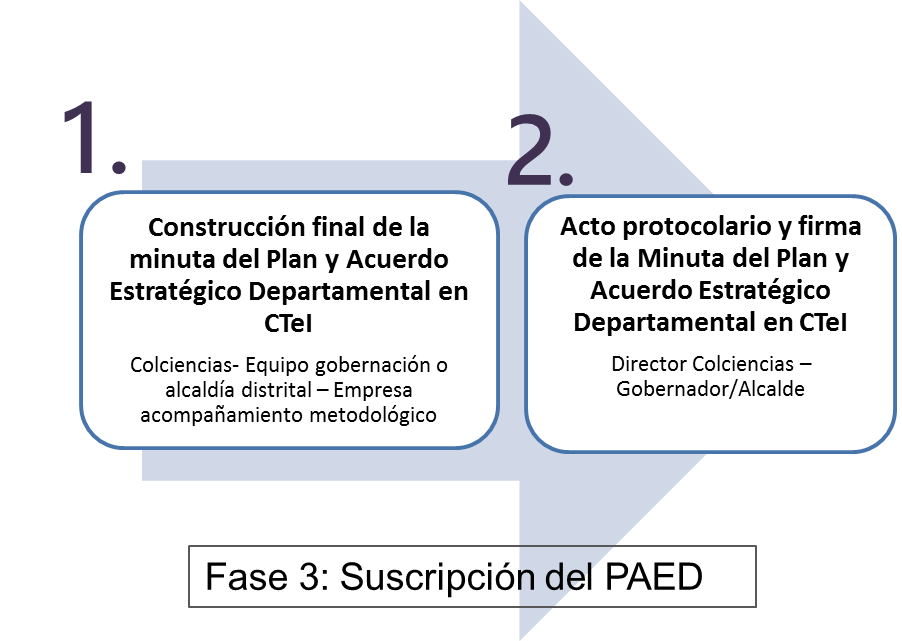 1.
Construcción final de la
minuta del Plan y Acuerdo
Estratégico Departamental en
CTeI
Colciencias- Equipo gobernación o
alcaldía distrital – Empresa
acompañamiento metodológico
2.
Acto protocolario y firma
de la Minuta del Plan y
Acuerdo Estratégico
Departamental en CTeI
Director Colciencias –
Gobernador/Alcalde
Fase 3: Suscripción del PAED